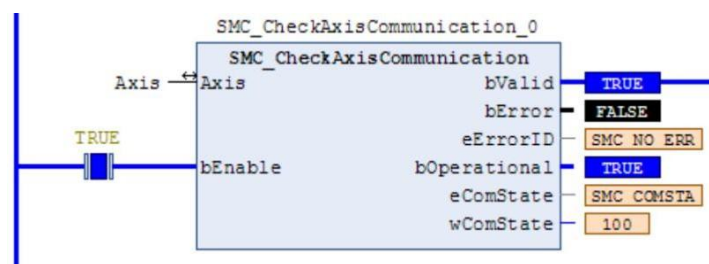 SMC_CheckAxisCommunication_0
SMC_CheckAxisCommunication
Axis Axis bValid TRUE
bError FALSE
TRUE eErrorID SMC NO ERR
bEnable bOperational TRUE
eComState SMC COMSTA
wComState 100